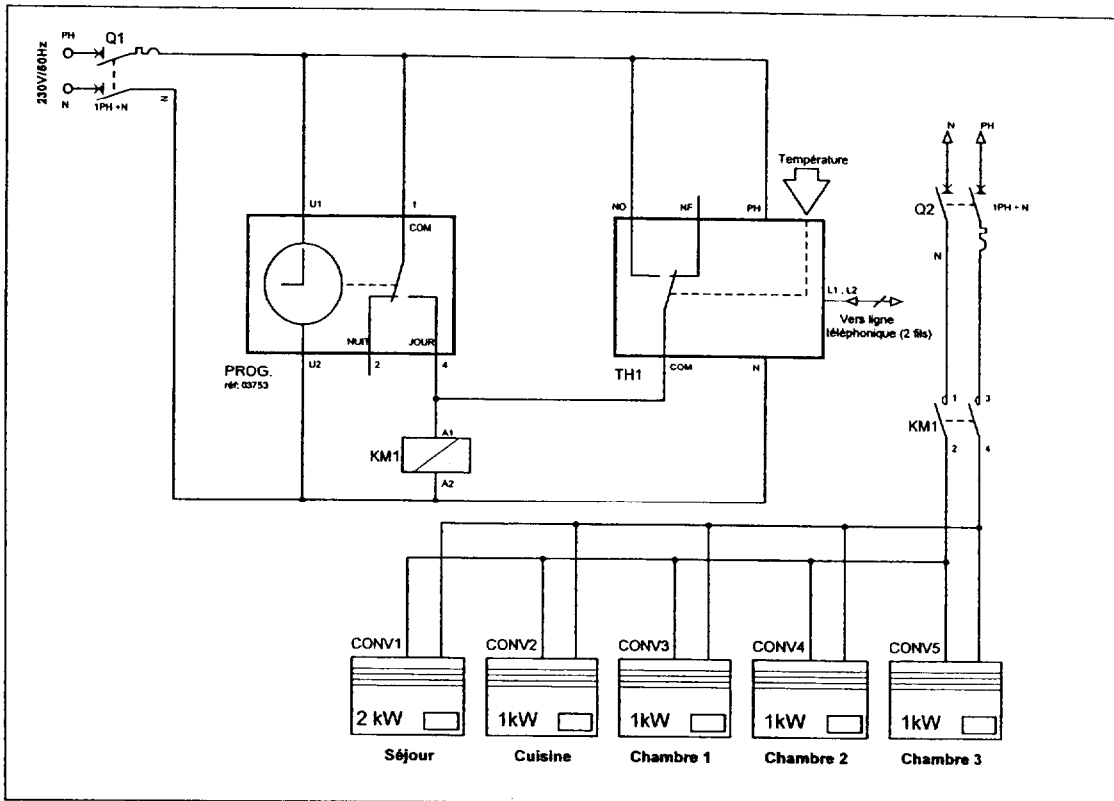 PH
Q1
230V/50Hz
N
1PH +N
N
U1
1
COM
NUIT
JOUR
U2
2
4
PROG.
réf: 03753
A1
KM1
A2
Température
NO
NF
PH
L1 , L2
Vers ligne
téléphonique (2 fils)
TH1
COM
N
N
PH
Q2
1PH + N
N
1
3
KM1
2
4
CONV1
CONV2
CONV3
CONV4
CONV5
2 kW
1kW
1kW
1kW
1kW
Séjour
Cuisine
Chambre 1
Chambre 2
Chambre 3